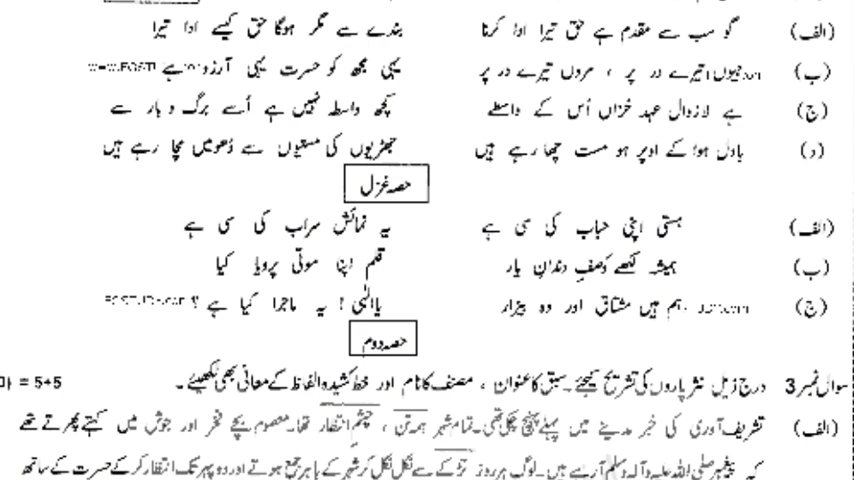 (الف) گو سب سے مقدم ہے حق تیرا ادا کرنا بندے سے مگر ہوگا حق کیسے ادا تیرا
(ب) جیوں تیرے در پر ، مروں تیرے در پر یہی مجھ کو حسرت یہی آرزو ہے
(ج) ہے لازوال عہد خزاں اُس کے واسطے کچھ واسطہ نہیں ہے اُسے برگ و بار سے
(د) بادل ہوا کے اوپر ہو مست چھا رہے ہیں جھڑیوں کی مستیوں سے دُھومیں مچا رہے ہیں
حصہ غزل
(الف) ہستی اپنی حباب کی سی ہے یہ نمائش سراب کی سی ہے
(ب) ہمیشہ لکھے وصفِ دندانِ یار قلم اپنا موتی پرویا کیا
(ج) ہم ہیں مشتاق اور وہ بیزار یاالٰہی ! یہ ماجرا کیا ہے ؟
حصہ دوم
سوال نمبر 3 درج ذیل نثر پاروں کی تشریح کیجئے۔ سبق کا عنوان ، مصنف کا نام اور خط کشیدہ الفاظ کے معانی بھی لکھیئے۔ 5+5 =
(الف) تشریف آوری کی خبر مدینے میں پہلے پہنچ چکی تھی۔ تمام شہر ہمہ تن ، چشمِ انتظار تھا۔ معصوم بچے فخر اور جوش میں کہتے پھرتے تھے
کہ پیغمبر صلی اللہ علیہ وآلہ وسلم آ رہے ہیں۔ لوگ ہر روز تڑکے سے نکل نکل کر شہر کے باہر جمع ہوتے اور دوپہر تک انتظار کر کے حسرت کے ساتھ